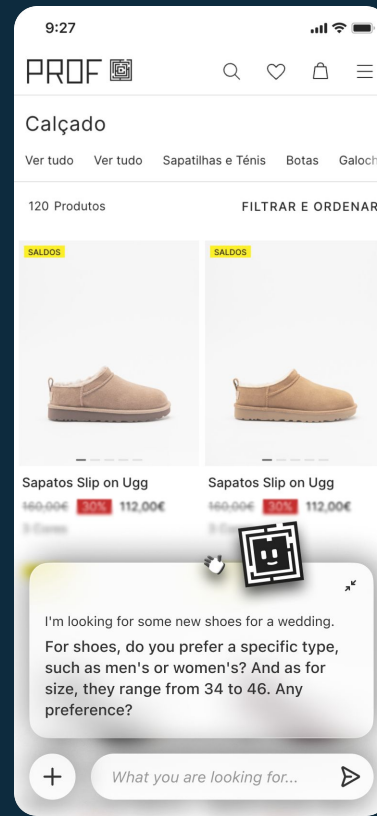 9:27
PROF
Calçado
Ver tudo Ver tudo Sapatilhas e Ténis Botas Galoch
120 Produtos FILTRAR E ORDENAR
SALDOS SALDOS
Sapatos Slip on Ugg Sapatos Slip on Ugg
160,00€ 30% 112,00€ 160,00€ 30% 112,00€
3 Cores
I'm looking for some new shoes for a wedding.
For shoes, do you prefer a specific type,
such as men's or women's? And as for
size, they range from 34 to 46. Any
preference?
What you are looking for...